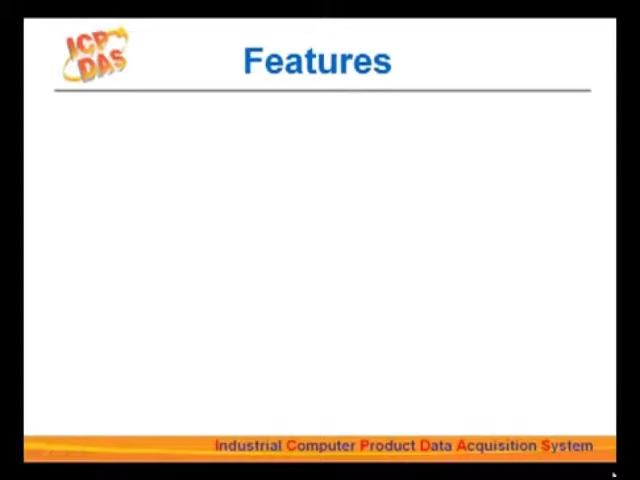 ICP
DAS
Features
Industrial Computer Product Data Acquisition System